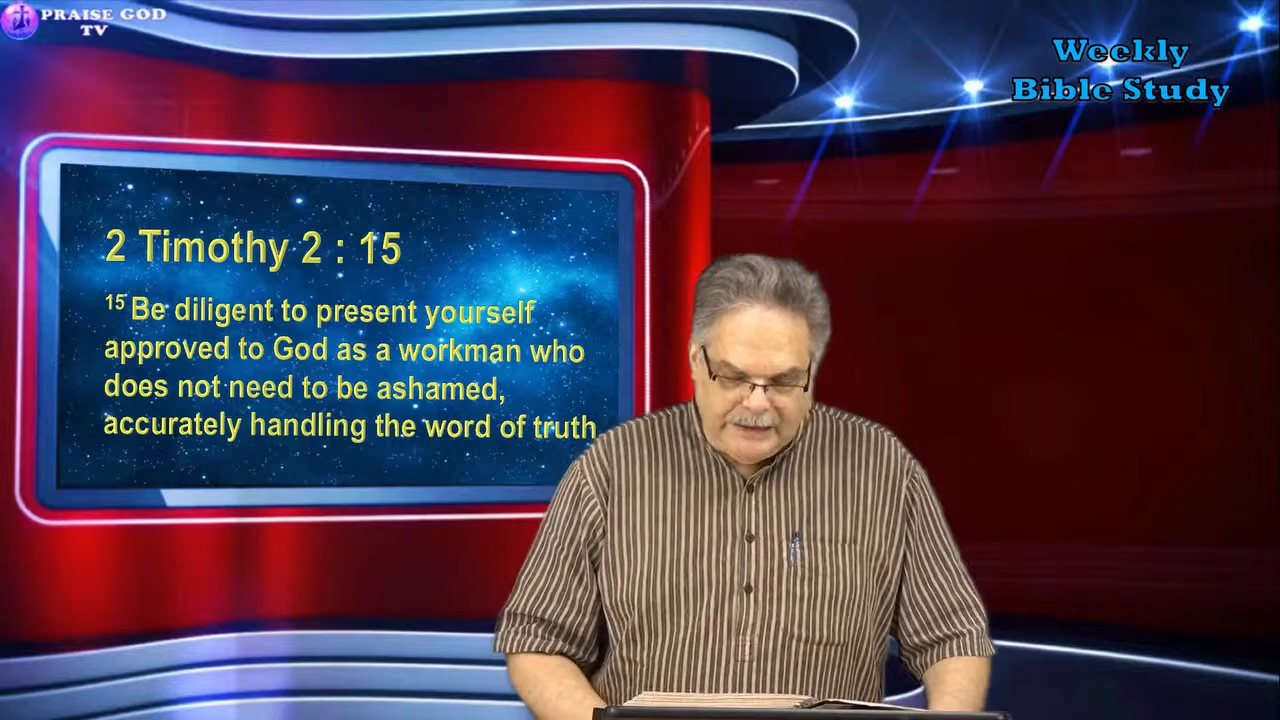 PRAISE GOD
TV
Weekly
Bible Study
2 Timothy 2 : 15
15 Be diligent to present yourself
approved to God as a workman who
does not need to be ashamed,
accurately handling the word of truth